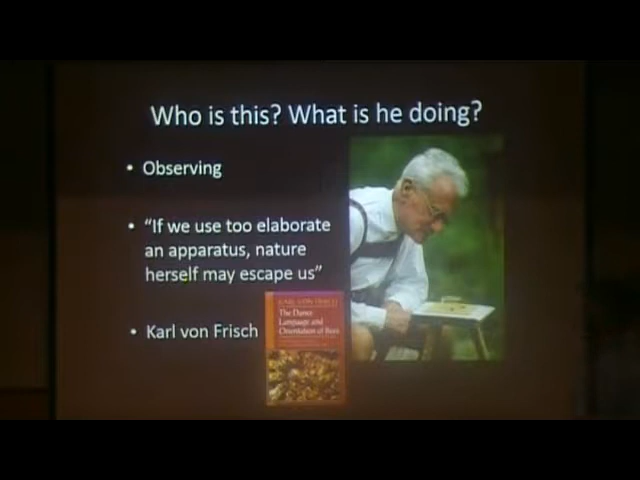 Who is this? What is he doing?
• Observing
• “If we use too elaborate
an apparatus, nature
herself may escape us”
• Karl von Frisch
KARL VON FRISCH
The Dance
Language and
Orientation of Bees